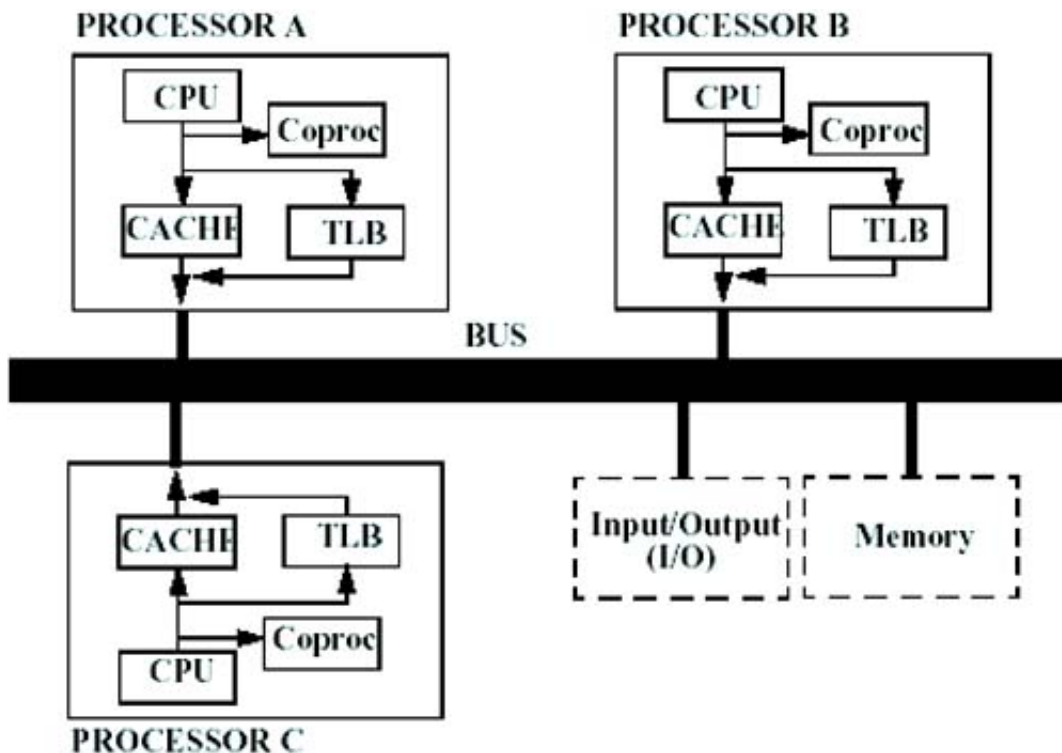 PROCESSOR A
PROCESSOR B
CPU
Coproc
CACHE
TLB
CPU
Coproc
CACHE
TLB
BUS
CACHE
TLB
Coproc
CPU
PROCESSOR C
Input/Output
(I/O)
Memory